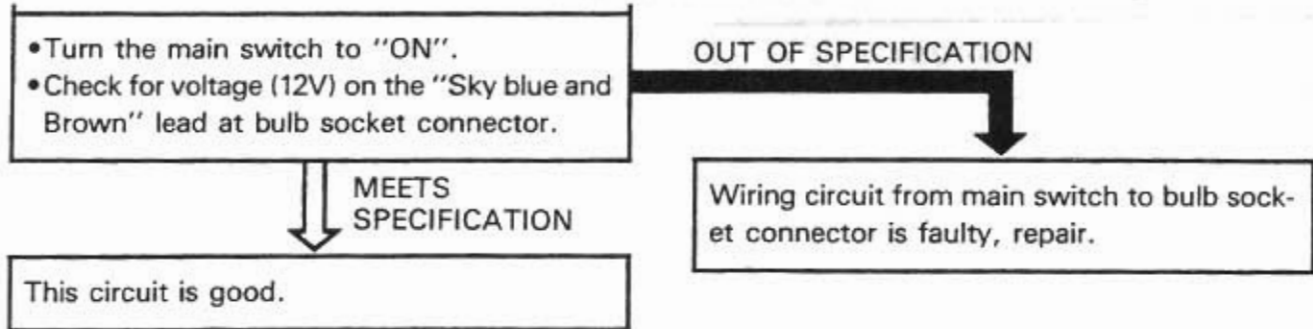 •Turn the main switch to "ON".
•Check for voltage (12V) on the "Sky blue and
Brown" lead at bulb socket connector.
OUT OF SPECIFICATION
MEETS
SPECIFICATION
Wiring circuit from main switch to bulb sock-
et connector is faulty, repair.
This circuit is good.